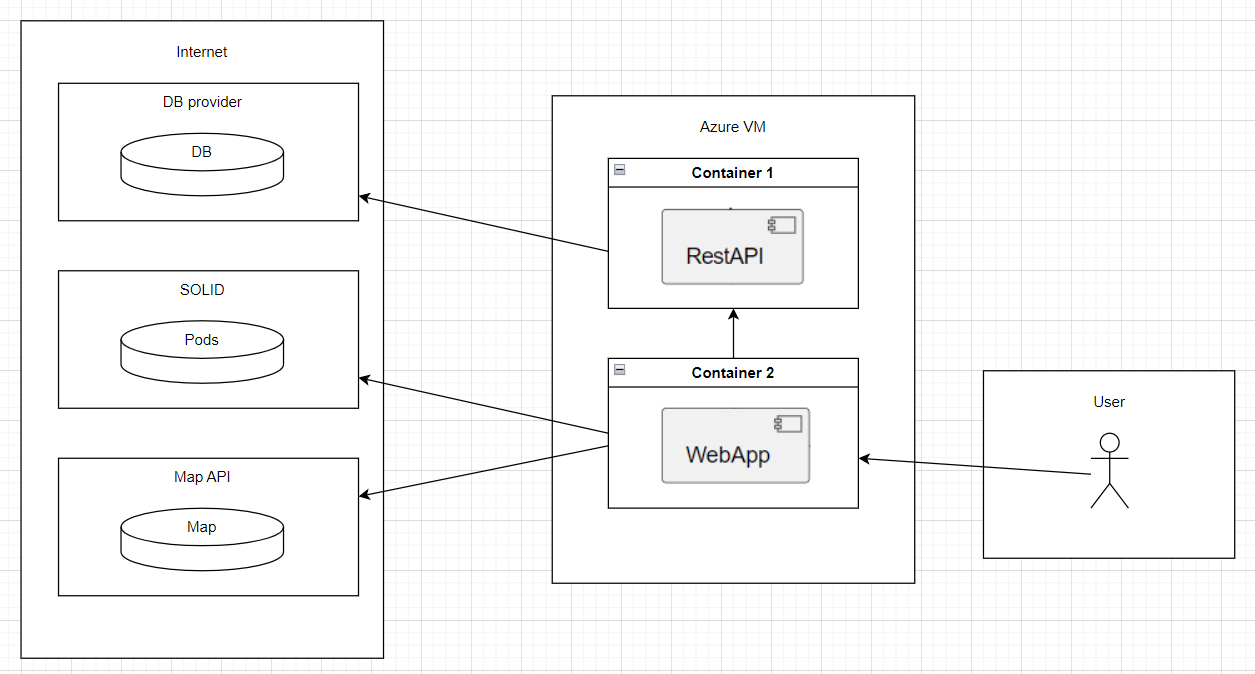 Internet
DB provider
DB
SOLID
Pods
Map API
Map
Azure VM
Container 1
RestAPI
Container 2
WebApp
User